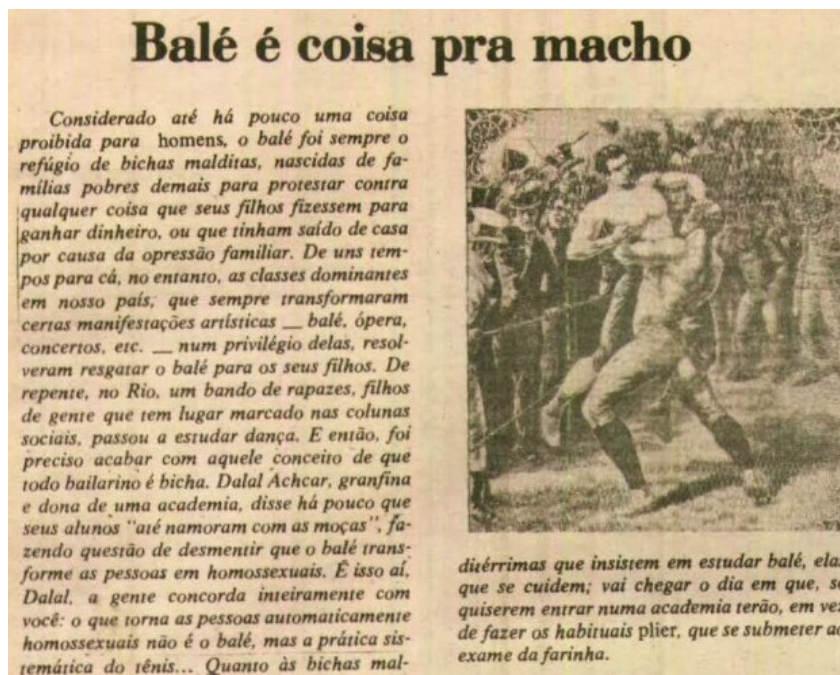 Balé é coisa pra macho
Considerado até há pouco uma coisa
proibida para homens, o balé foi sempre o
refúgio de bichas malditas, nascidas de fa-
mílias pobres demais para protestar contra
qualquer coisa que seus filhos fizessem para
ganhar dinheiro, ou que tinham saído de casa
por causa da opressão familiar. De uns tem-
pos para cá, no entanto, as classes dominantes
em nosso país, que sempre transformaram
certas manifestações artísticas __ balé, ópera,
concertos, etc. __ num privilégio delas, resol-
veram resgatar o balé para os seus filhos. De
repente, no Rio, um bando de rapazes, filhos
de gente que tem lugar marcado nas colunas
sociais, passou a estudar dança. E então, foi
preciso acabar com aquele conceito de que
todo bailarino é bicha. Dalal Achcar, granfina
e dona de uma academia, disse há pouco que
seus alunos "até namoram com as moças", fa-
zendo questão de desmentir que o balé trans-
forme as pessoas em homossexuais. É isso aí,
Dalal, a gente concorda inteiramente com
você: o que torna as pessoas automaticamente
homossexuais não é o balé, mas a prática sis-
temática do tênis... Quanto às bichas mal-
ditérrimas que insistem em estudar balé, elas
que se cuidem; vai chegar o dia em que, se
quiserem entrar numa academia terão, em vez
de fazer os habituais plier, que se submeter ao
exame da farinha.